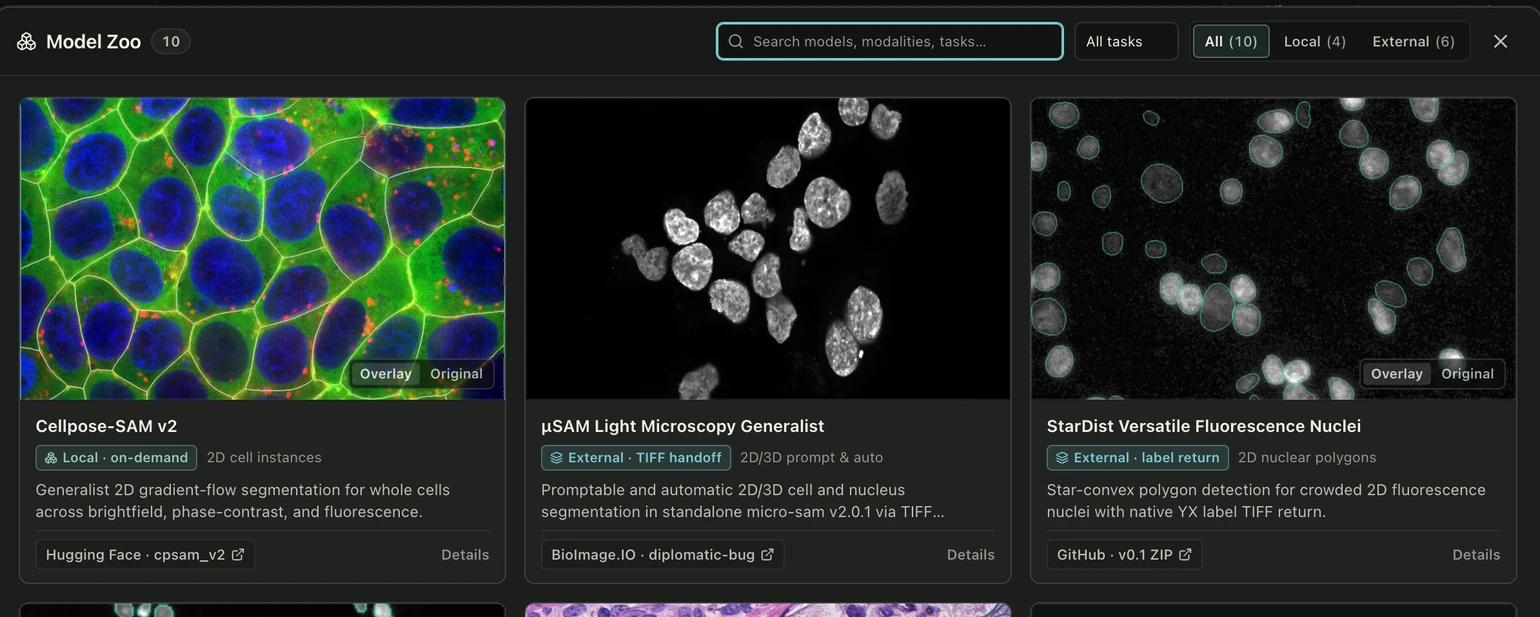 Model Zoo 10
Search models, modalities, tasks...
All tasks
All (10) Local (4) External (6)
Overlay Original
Overlay Original
Cellpose-SAM v2
Local · on-demand 2D cell instances
Generalist 2D gradient-flow segmentation for whole cells
across brightfield, phase-contrast, and fluorescence.
Hugging Face · cpsam_v2 Details
µSAM Light Microscopy Generalist
External · TIFF handoff 2D/3D prompt & auto
Promptable and automatic 2D/3D cell and nucleus
segmentation in standalone micro-sam v2.0.1 via TIFF...
BioImage.IO · diplomatic-bug Details
StarDist Versatile Fluorescence Nuclei
External · label return 2D nuclear polygons
Star-convex polygon detection for crowded 2D fluorescence
nuclei with native YX label TIFF return.
GitHub · v0.1 ZIP Details